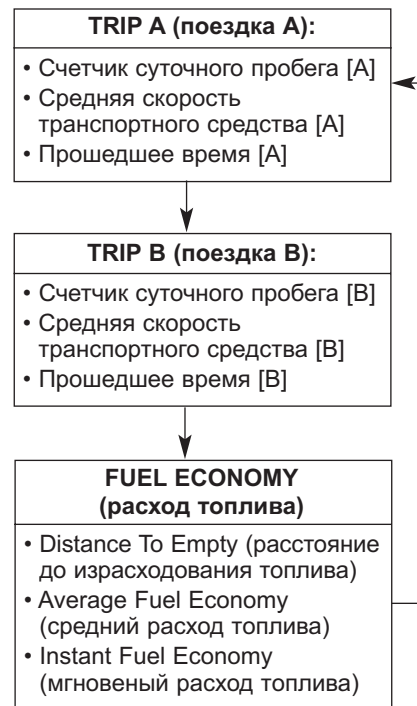 TRIP A (поездка А):
• Счетчик суточного пробега [А]
• Средняя скорость
транспортного средства [А]
• Прошедшее время [А]
TRIP B (поездка В):
• Счетчик суточного пробега [В]
• Средняя скорость
транспортного средства [В]
• Прошедшее время [В]
FUEL ECONOMY
(расход топлива)
• Distance To Empty (расстояние
до израсходования топлива)
• Average Fuel Economy
(средний расход топлива)
• Instant Fuel Economy
(мгновеный расход топлива)